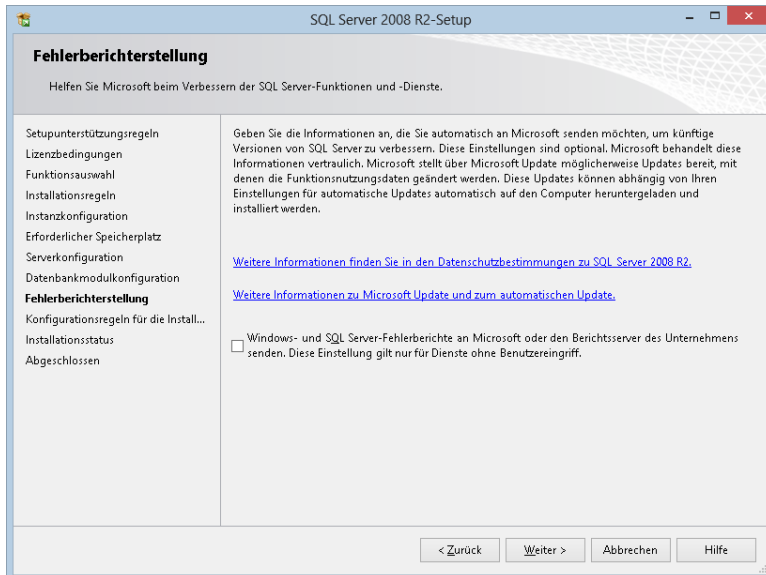 SQL Server 2008 R2-Setup
Fehlerberichterstellung
Helfen Sie Microsoft beim Verbessern der SQL Server-Funktionen und -Dienste.
Setupunterstützungsregeln
Lizenzbedingungen
Funktionsauswahl
Installationsregeln
Instanzkonfiguration
Erforderlicher Speicherplatz
Serverkonfiguration
Datenbankmodulkonfiguration
Fehlerberichterstellung
Konfigurationsregeln für die Install...
Installationsstatus
Abgeschlossen
Geben Sie die Informationen an, die Sie automatisch an Microsoft senden möchten, um künftige
Versionen von SQL Server zu verbessern. Diese Einstellungen sind optional. Microsoft behandelt diese
Informationen vertraulich. Microsoft stellt über Microsoft Update möglicherweise Updates bereit, mit
denen die Funktionsnutzungsdaten geändert werden. Diese Updates können abhängig von Ihren
Einstellungen für automatische Updates automatisch auf den Computer heruntergeladen und
installiert werden.
Weitere Informationen finden Sie in den Datenschutzbestimmungen zu SQL Server 2008 R2.
Weitere Informationen zu Microsoft Update und zum automatischen Update.
Windows- und SQL Server-Fehlerberichte an Microsoft oder den Berichtsserver des Unternehmens
senden. Diese Einstellung gilt nur für Dienste ohne Benutzereingriff.
< Zurück
Weiter >
Abbrechen
Hilfe